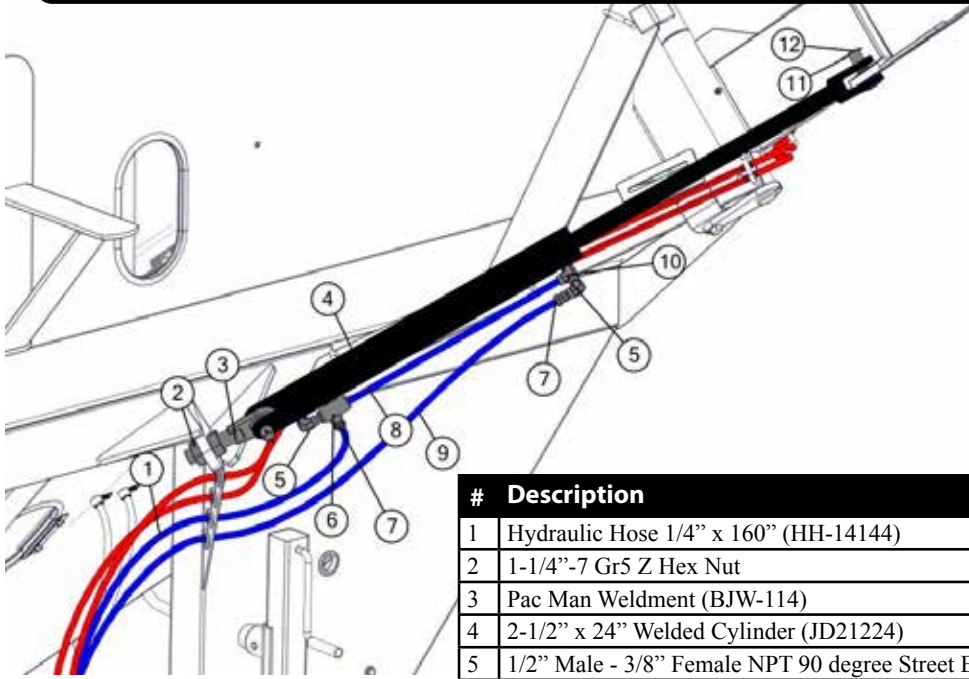 12
11
10
4
5
3
7
2
8
9
1
5
6
7
# Description
1 Hydraulic Hose 1/4” x 160” (HH-14144)
2 1-1/4”-7 Gr5 Z Hex Nut
3 Pac Man Weldment (BJW-114)
4 2-1/2” x 24” Welded Cylinder (JD21224)
5 1/2” Male - 3/8” Female NPT 90 degree Street